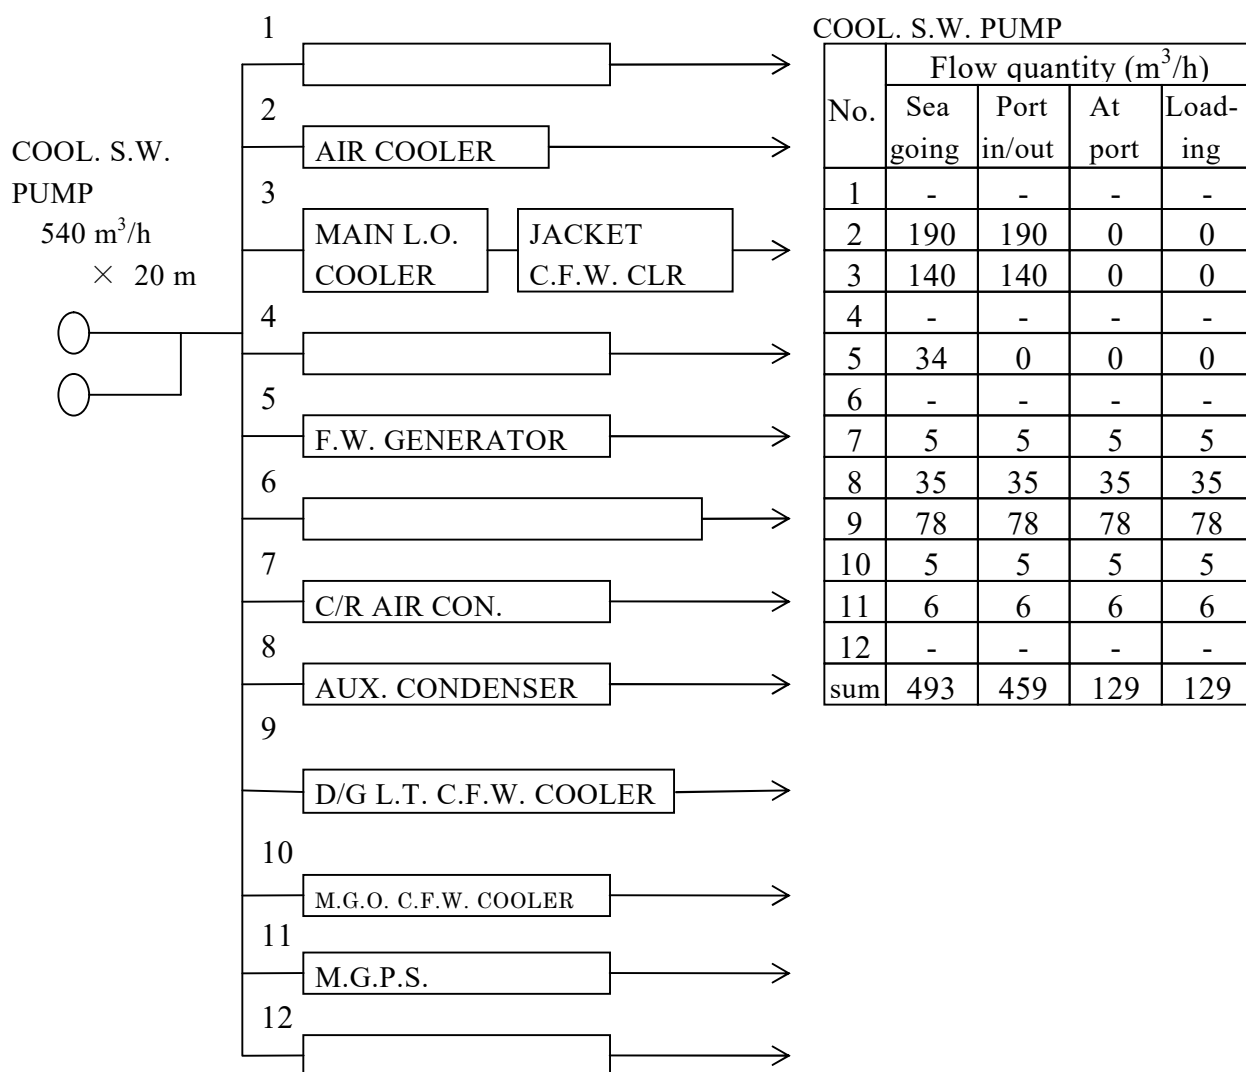 COOL. S.W.
PUMP
540 m³/h
× 20 m
1
2
AIR COOLER
3
MAIN L.O.
COOLER
JACKET
C.F.W. CLR
4
5
F.W. GENERATOR
6
7
C/R AIR CON.
8
AUX. CONDENSER
9
D/G L.T. C.F.W. COOLER
10
M.G.O. C.F.W. COOLER
11
M.G.P.S.
12
COOL. S.W. PUMP
No. Flow quantity (m³/h)
Sea going Port in/out At port Load-ing
1 - - - -
2 190 190 0 0
3 140 140 0 0
4 - - - -
5 34 0 0 0
6 - - - -
7 5 5 5 5
8 35 35 35 35
9 78 78 78 78
10 5 5 5 5
11 6 6 6 6
12 - - - -
sum 493 459 129 129